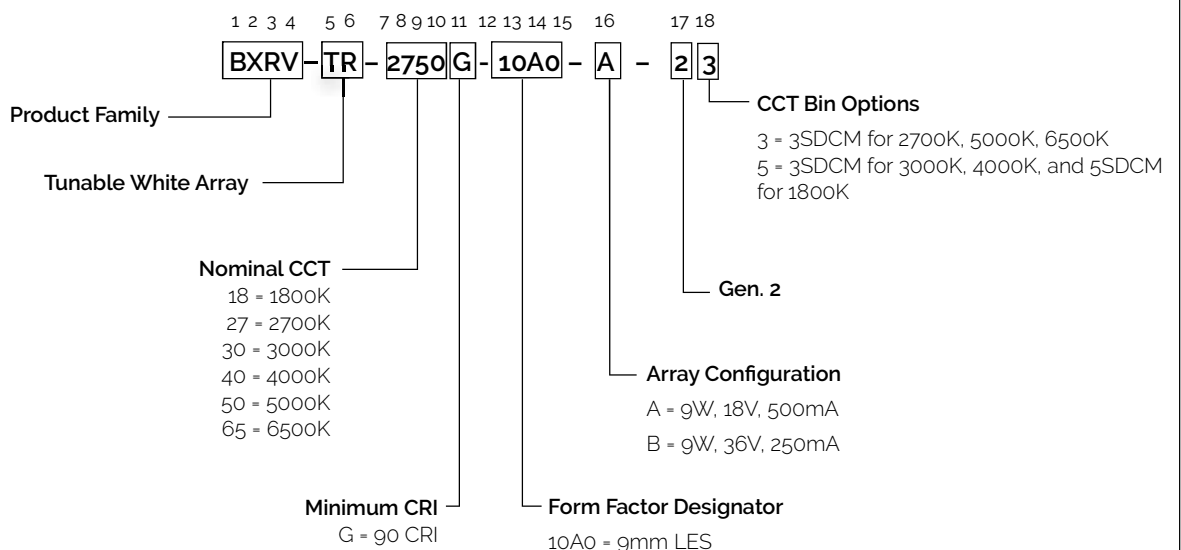 1 2 3 4 5 6 7 8 9 10 11 12 13 14 15 16 17 18
BXRV – TR – 2750 G - 10A0 – A – 2 3
Product Family
Tunable White Array
Nominal CCT
18 = 1800K
27 = 2700K
30 = 3000K
40 = 4000K
50 = 5000K
65 = 6500K
Minimum CRI
G = 90 CRI
Form Factor Designator
10A0 = 9mm LES
Array Configuration
A = 9W, 18V, 500mA
B = 9W, 36V, 250mA
Gen. 2
CCT Bin Options
3 = 3SDCM for 2700K, 5000K, 6500K
5 = 3SDCM for 3000K, 4000K, and 5SDCM
for 1800K